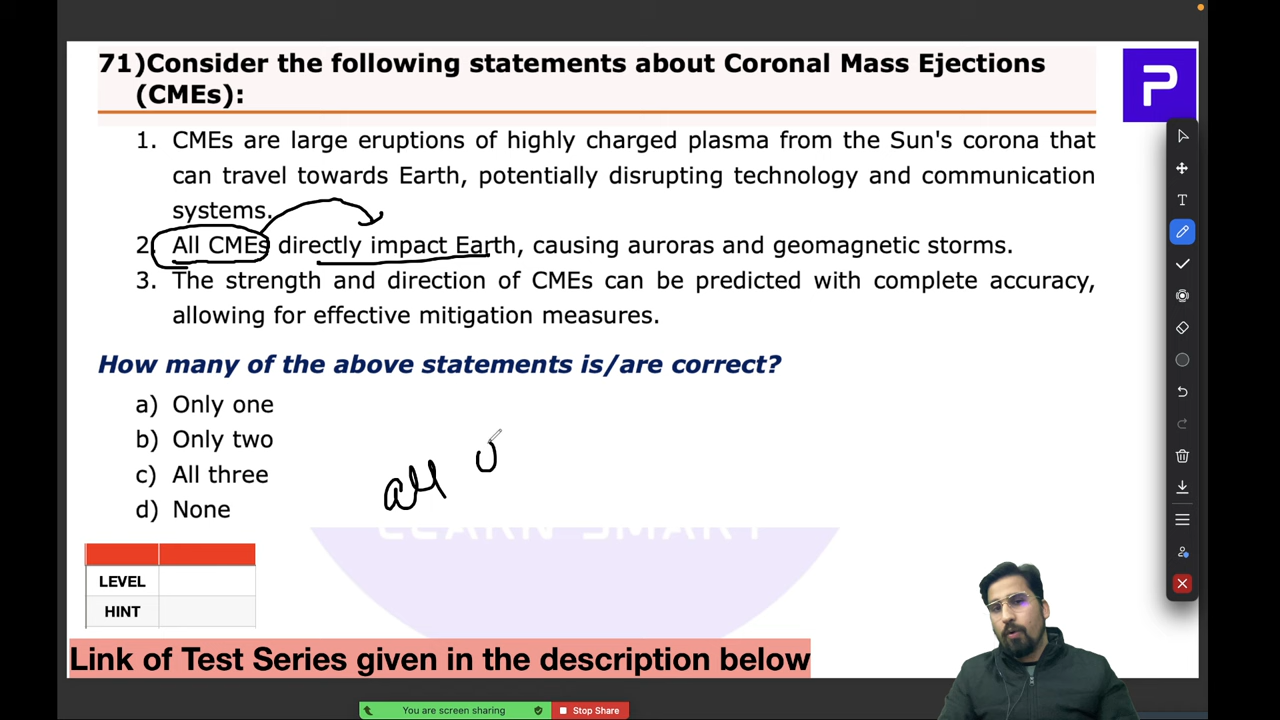 71)Consider the following statements about Coronal Mass Ejections
(CMEs):
P
1. CMEs are large eruptions of highly charged plasma from the Sun's corona that
can travel towards Earth, potentially disrupting technology and communication
systems.
2. All CMEs directly impact Earth, causing auroras and geomagnetic storms.
3. The strength and direction of CMEs can be predicted with complete accuracy,
allowing for effective mitigation measures.
How many of the above statements is/are correct?
a) Only one
b) Only two
c) All three
d) None
all
LEARN SMART
LEVEL
HINT
Link of Test Series given in the description below
You are screen sharing
Stop Share
T